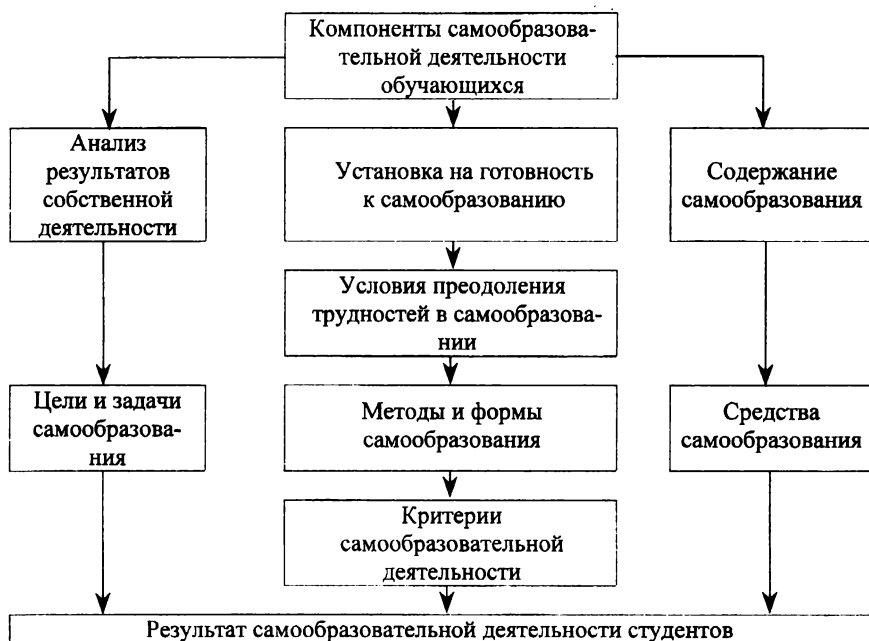 Компоненты самообразова-
тельной деятельности
обучающихся
Анализ
результатов
собственной
деятельности
Установка на готовность
к самообразованию
Содержание
самообразования
Условия преодоления
трудностей в самообразова-
нии
Цели и задачи
самообразова-
ния
Методы и формы
самообразования
Средства
самообразования
Критерии
самообразовательной
деятельности
Результат самообразовательной деятельности студентов